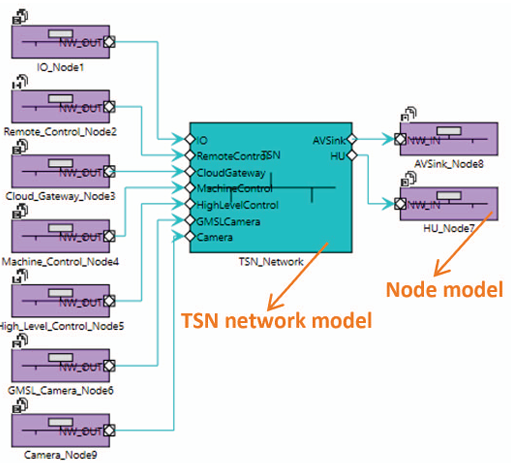 NW_OUT
IO_Node1
NW_OUT
Remote_Control_Node2
NW_OUT
Cloud_Gateway_Node3
NW_OUT
Machine_Control_Node4
NW_OUT
High_Level_Control_Node5
NW_OUT
GMSL_Camera_Node6
NW_OUT
Camera_Node9
IO
RemoteControl
CloudGateway
MachineControl
HighLevelControl
GMSLCamera
Camera
TSN
AVSink
HU
TSN_Network
NW_IN
AVSink_Node8
NW_IN
HU_Node7
TSN network model
Node model